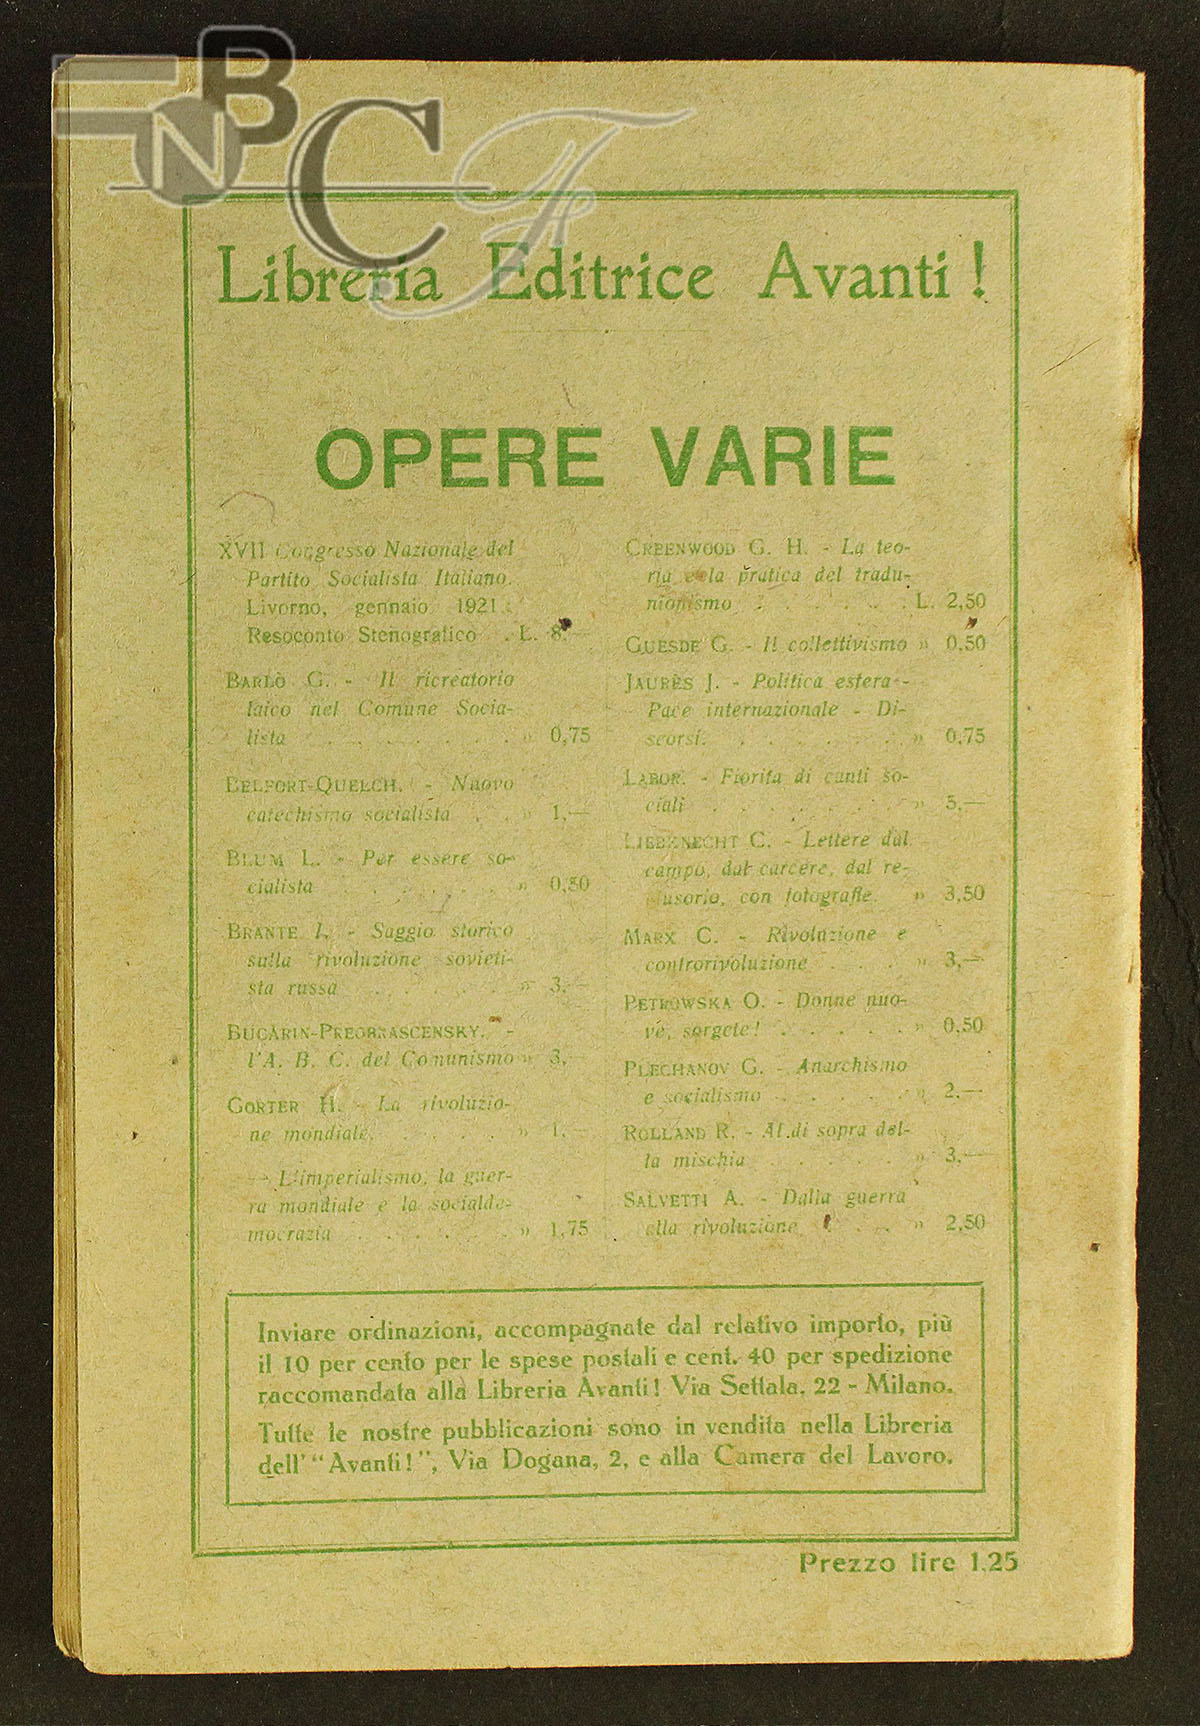 NBCFA
Libreria Editrice Avanti !
OPERE VARIE
XVII Congresso Nazionale del
Partito Socialista Italiano.
Livorno, gennaio 1921 :
Resoconto Stenografico . L. 8.—
BARLÒ G. - Il ricreatorio
laico nel Comune Socia-
lista . . . . . . . . » 0,75
BELFORT-QUELCH. - Nuovo
catechismo socialista . . » 1,—
BLUM L. - Per essere so-
cialista . . . . . . . » 0,50
BRANTE I. - Saggio storico
sulla rivoluzione sovieti-
sta russa . . . . . . » 3.—
BUCARIN-PREOBRASCENSKY. -
l'A. B. C. del Comunismo » 3,—
GORTER H. - La rivoluzio-
ne mondiale. . . . . . » 1,—
— L'imperialismo, la guer-
ra mondiale e la socialde-
mocrazia . . . . . . » 1,75
GREENWOOD G. H. - La teo-
ria e la pratica del tradu-
nionismo . . . . . . L. 2,50
GUESDE G. - Il collettivismo » 0,50
JAURÈS J. - Politica estera -
Pace internazionale - Di-
scorsi. . . . . . . . » 0,75
LABOR. - Fiorita di canti so-
ciali . . . . . . . . » 5,—
LIEBKNECHT C. - Lettere dal
campo, dal carcere, dal re-
clusorio, con fotografie. » 3,50
MARX C. - Rivoluzione e
controrivoluzione . . . . » 3,—
PETROWSKA O. - Donne nuo-
ve, sorgete! . . . . . . » 0,50
PLECHANOV G. - Anarchismo
e socialismo . . . . . . » 2.—
ROLLAND R. - Al di sopra del-
la mischia . . . . . . » 3.—
SALVETTI A. - Dalla guerra
alla rivoluzione . . . . » 2,50
Inviare ordinazioni, accompagnate dal relativo importo, più
il 10 per cento per le spese postali e cent. 40 per spedizione
raccomandata alla Libreria Avanti! Via Settala, 22 - Milano.
Tutte le nostre pubblicazioni sono in vendita nella Libreria
dell' "Avanti!", Via Dogana, 2, e alla Camera del Lavoro.
Prezzo lire 1.25